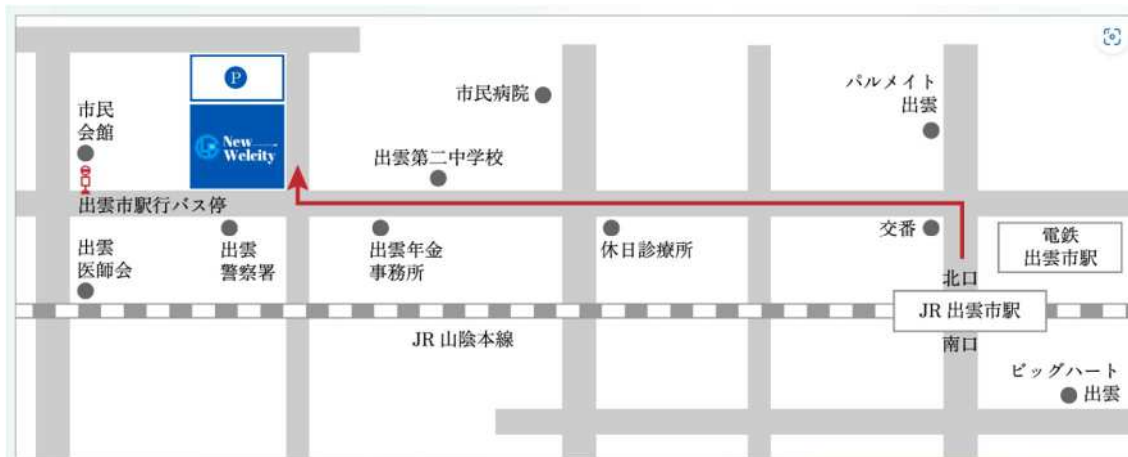 P
New
Welcity
市民
会館
市民病院
パルメイト
出雲
出雲第二中学校
出雲市駅行バス停
出雲
医師会
出雲
警察署
出雲年金
事務所
休日診療所
交番
電鉄
出雲市駅
北口
JR 出雲市駅
南口
JR 山陰本線
ビッグハート
出雲